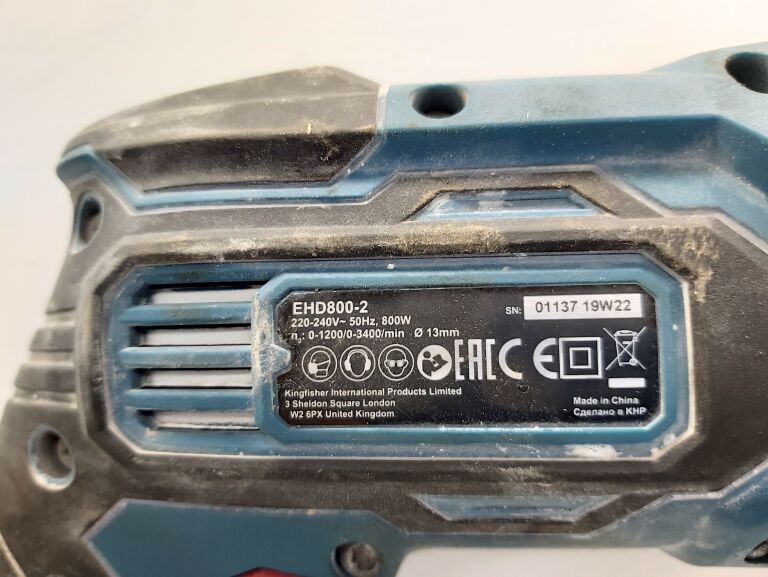 EHD800-2
220-240V~ 50Hz, 800W
n₀: 0-1200/0-3400/min Ø 13mm
SN: 01137 19W22
EAC CE
Kingfisher International Products Limited
3 Sheldon Square London
W2 6PX United Kingdom
Made in China
Сделано в КНР